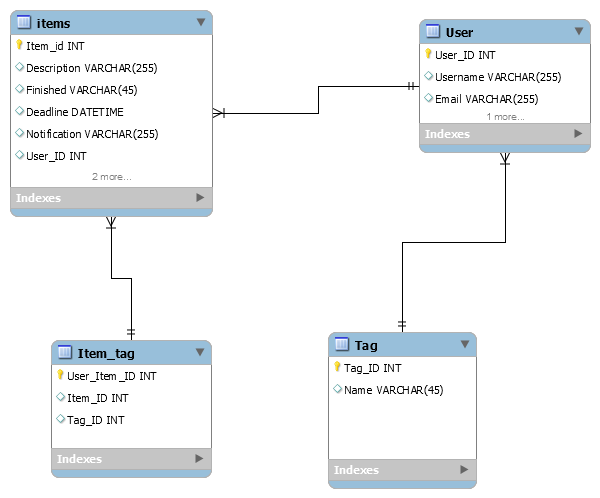 items
Item_id INT
Description VARCHAR(255)
Finished VARCHAR(45)
Deadline DATETIME
Notification VARCHAR(255)
User_ID INT
2 more...
Indexes
User
User_ID INT
Username VARCHAR(255)
Email VARCHAR(255)
1 more...
Indexes
Item_tag
User_Item_ID INT
Item_ID INT
Tag_ID INT
Indexes
Tag
Tag_ID INT
Name VARCHAR(45)
Indexes